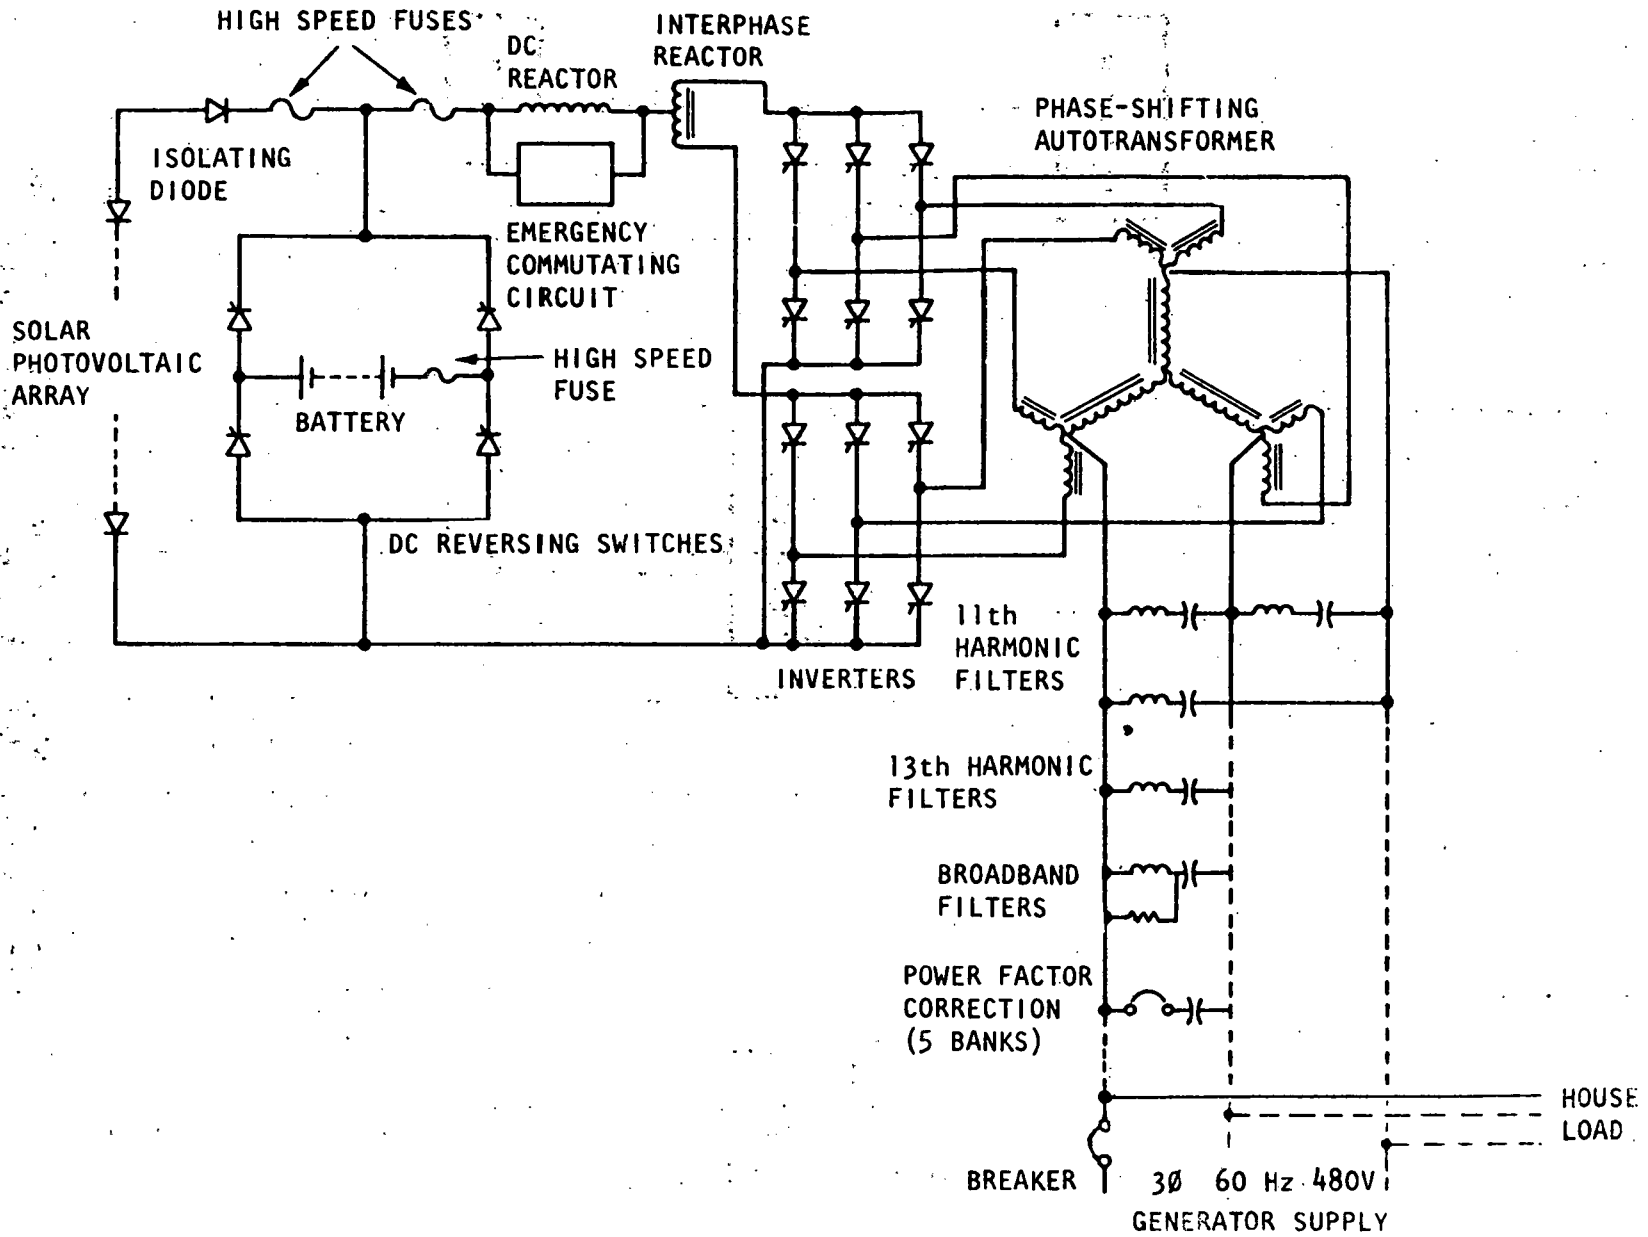 HIGH SPEED FUSES
DC
REACTOR
INTERPHASE
REACTOR
PHASE-SHIFTING
AUTOTRANSFORMER
ISOLATING
DIODE
EMERGENCY
COMMUTATING
CIRCUIT
SOLAR
PHOTOVOLTAIC
ARRAY
HIGH SPEED
FUSE
BATTERY
DC REVERSING SWITCHES
INVERTERS
11th
HARMONIC
FILTERS
13th HARMONIC
FILTERS
BROADBAND
FILTERS
POWER FACTOR
CORRECTION
(5 BANKS)
HOUSE
LOAD
BREAKER
3Ø 60 Hz 480V
GENERATOR SUPPLY